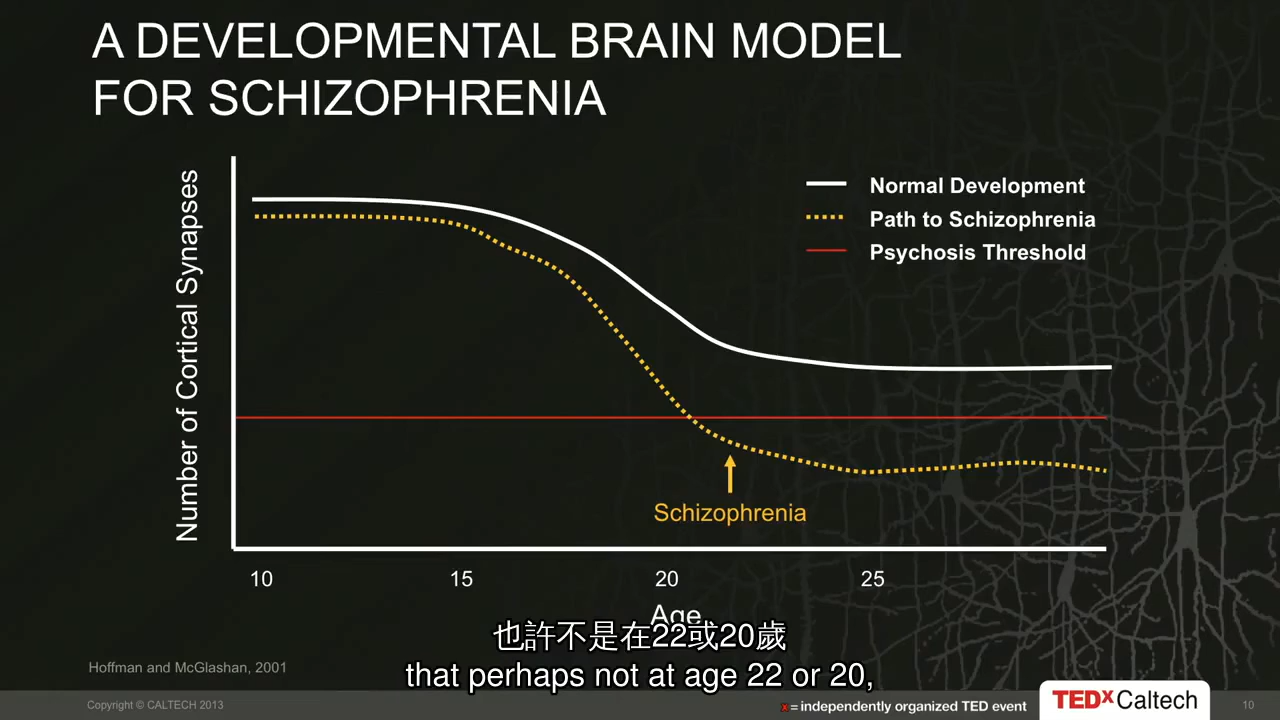 A DEVELOPMENTAL BRAIN MODEL
FOR SCHIZOPHRENIA
Number of Cortical Synapses
Normal Development
Path to Schizophrenia
Psychosis Threshold
Schizophrenia
10 15 20 25
Age
也許不是在22或20歲
that perhaps not at age 22 or 20,
Hoffman and McGlashan, 2001
Copyright © CALTECH 2013
x = independently organized TED event
TEDxCaltech
10